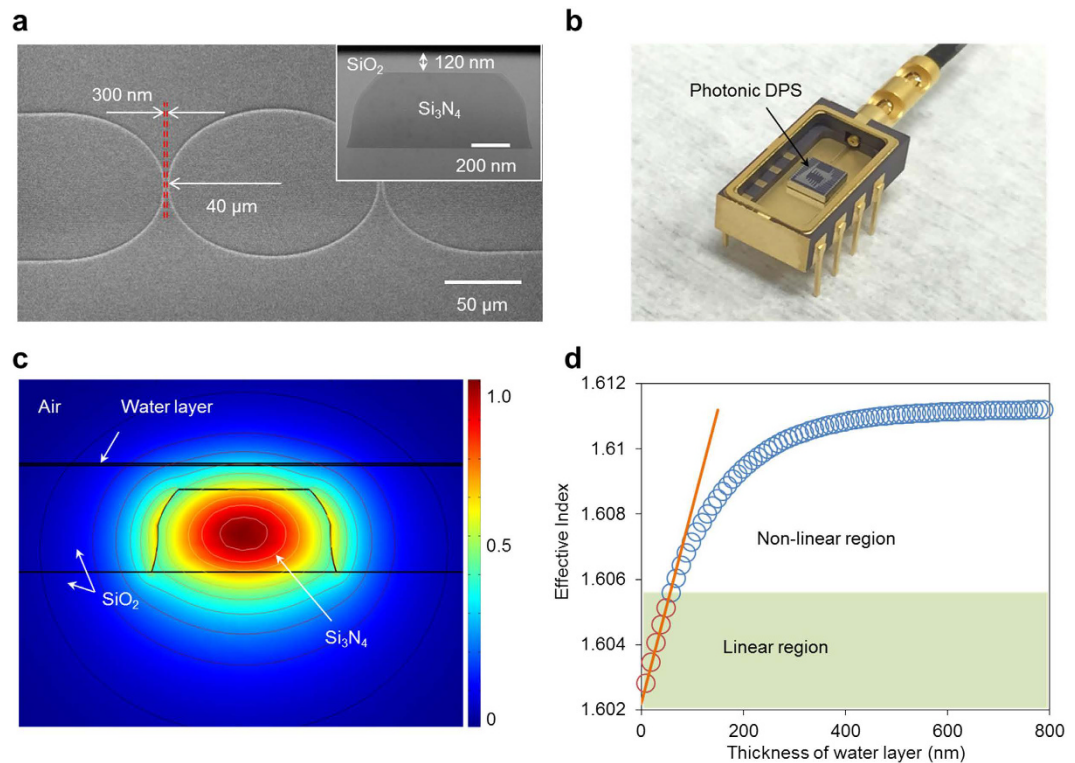 a
300 nm
40 µm
50 µm
SiO₂
120 nm
Si₃N₄
200 nm
b
Photonic DPS
c
Air
Water layer
SiO₂
Si₃N₄
1.0
0.5
0
d
1.612
1.61
1.608
1.606
1.604
1.602
Effective Index
Non-linear region
Linear region
0
200
400
600
800
Thickness of water layer (nm)